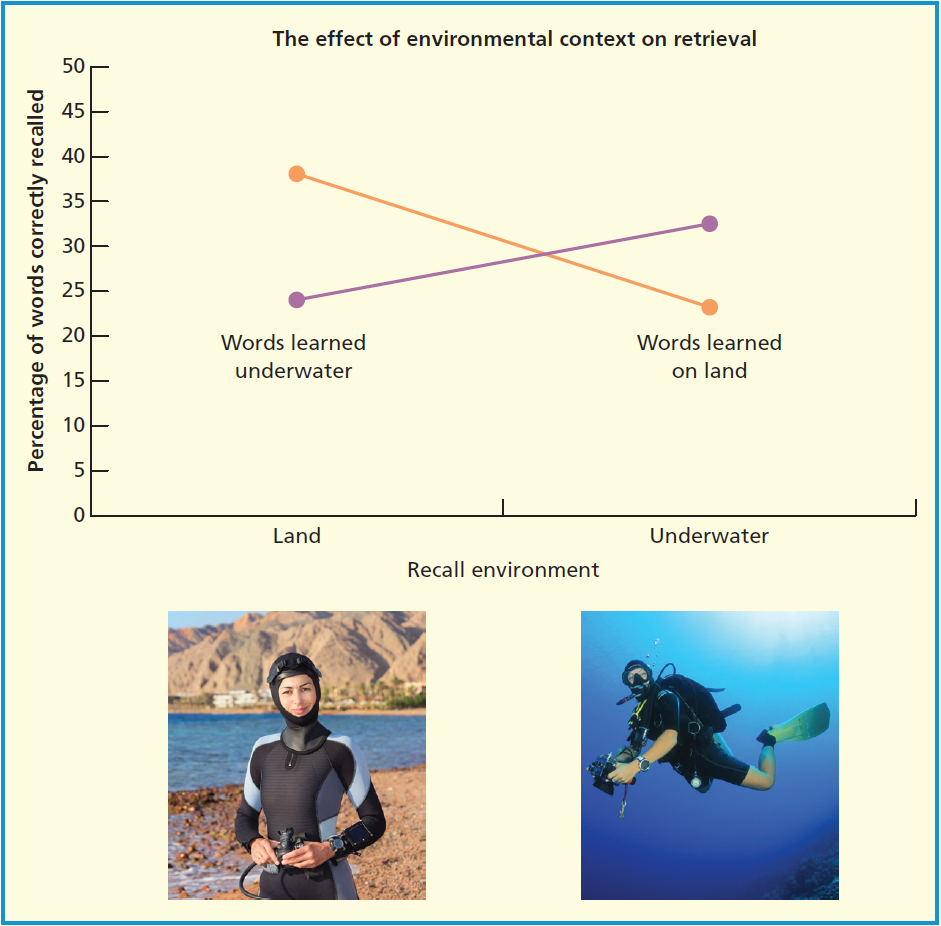 The effect of environmental context on retrieval
Percentage of words correctly recalled
50
45
40
35
30
25
20
15
10
5
0
Words learned
underwater
Words learned
on land
Land
Underwater
Recall environment